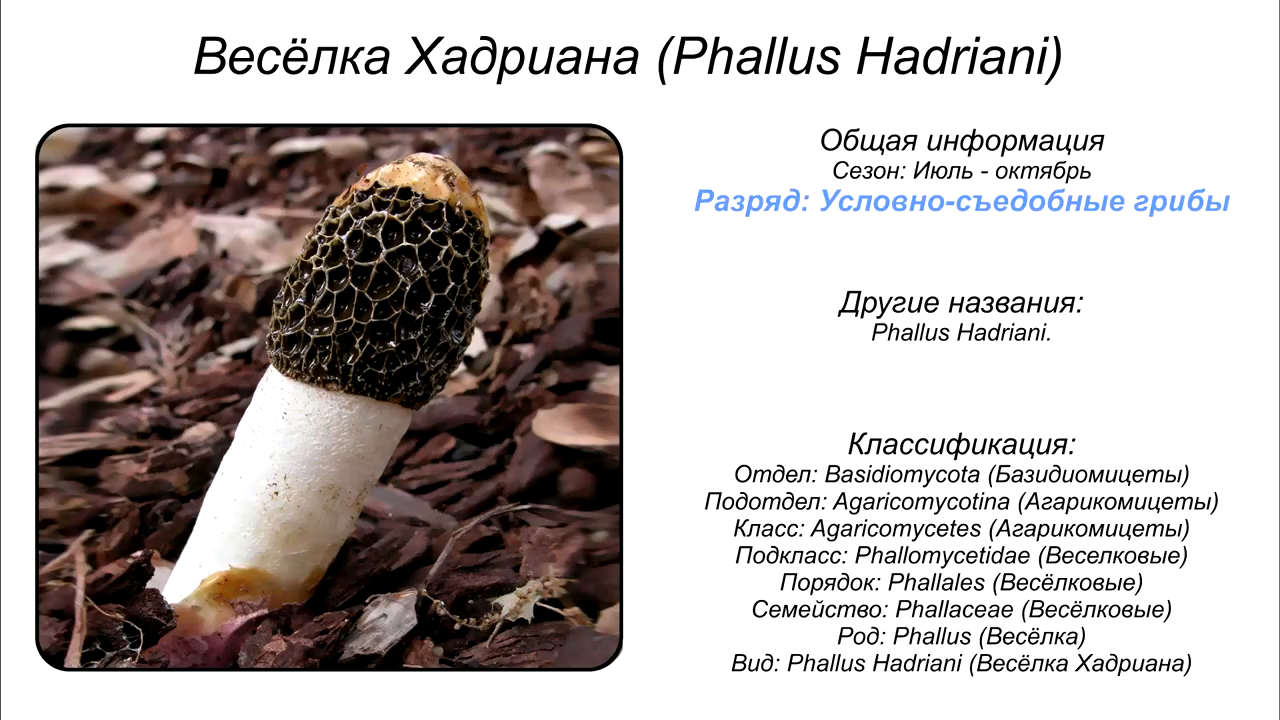 Весёлка Хадриана (Phallus Hadriani)
Общая информация
Сезон: Июль - октябрь
Разряд: Условно-съедобные грибы
Другие названия:
Phallus Hadriani.
Классификация:
Отдел: Basidiomycota (Базидиомицеты)
Подотдел: Agaricomycotina (Агарикомицеты)
Класс: Agaricomycetes (Агарикомицеты)
Подкласс: Phallomycetidae (Веселковые)
Порядок: Phallales (Весёлковые)
Семейство: Phallaceae (Весёлковые)
Род: Phallus (Весёлка)
Вид: Phallus Hadriani (Весёлка Хадриана)